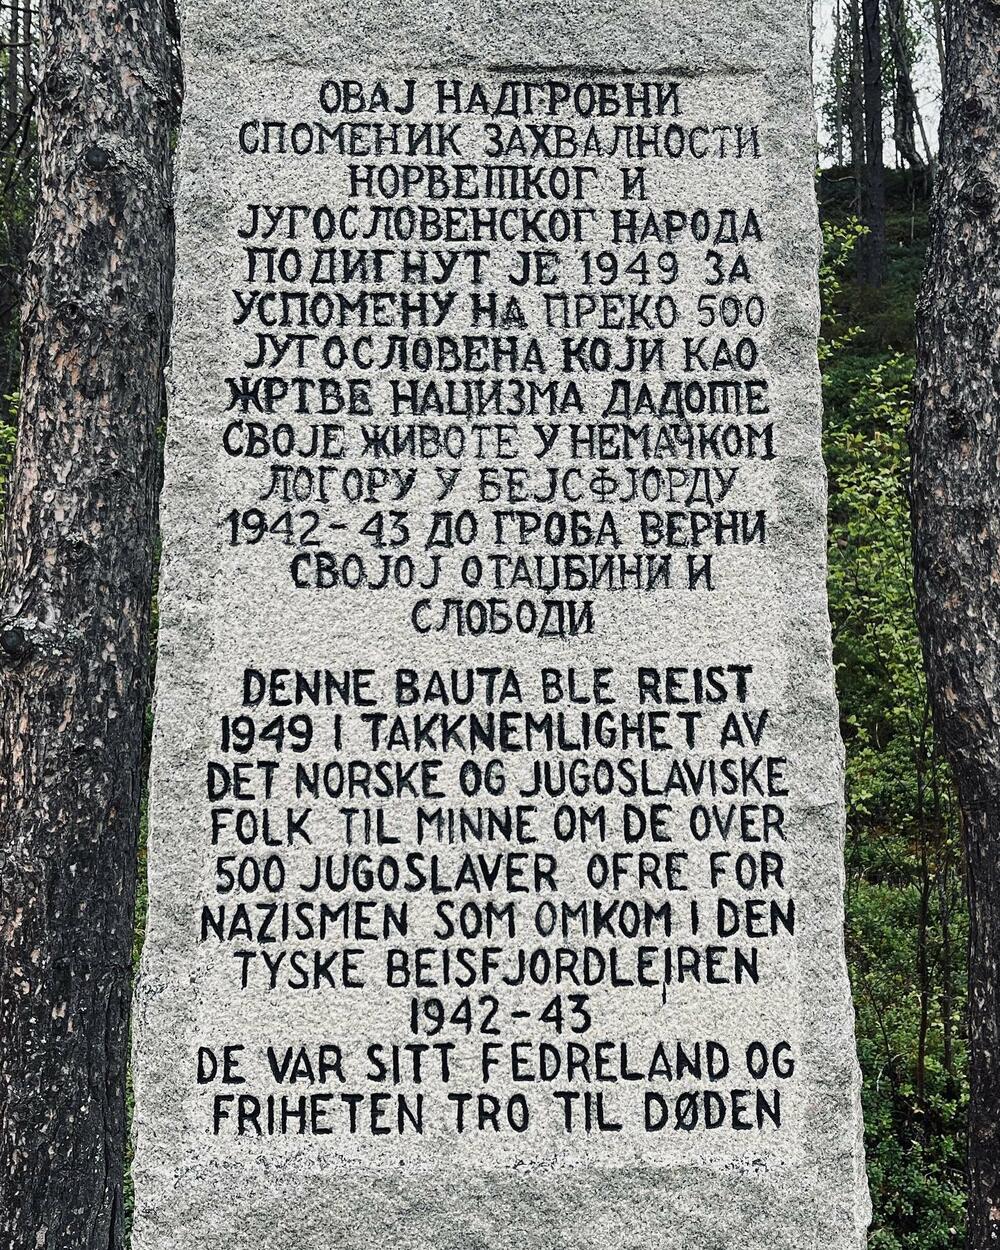 ОВАЈ НАДГРОБНИ
СПОМЕНИК ЗАХВАЛНОСТИ
НОРВЕШКОГ И
ЈУГОСЛОВЕНСКОГ НАРОДА
ПОДИГНУТ ЈЕ 1949 ЗА
УСПОМЕНУ НА ПРЕКО 500
ЈУГОСЛОВЕНА КОЈИ КАО
ЖРТВЕ НАЦИЗМА ДАДОШЕ
СВОЈЕ ЖИВОТЕ У НЕМАЧКОМ
ЛОГОРУ У БЕЈСФЈОРДУ
1942-43 ДО ГРОБА ВЕРНИ
СВОЈОЈ ОТАЏБИНИ И
СЛОБОДИ
DENNE BAUTA BLE REIST
1949 I TAKKNEMLIGHET AV
DET NORSKE OG JUGOSLAVISKE
FOLK TIL MINNE OM DE OVER
500 JUGOSLAVER OFRE FOR
NAZISMEN SOM OMKOM I DEN
TYSKE BEISFJORDLEIREN
1942-43
DE VAR SITT FEDRELAND OG
FRIHETEN TRO TIL DØDEN